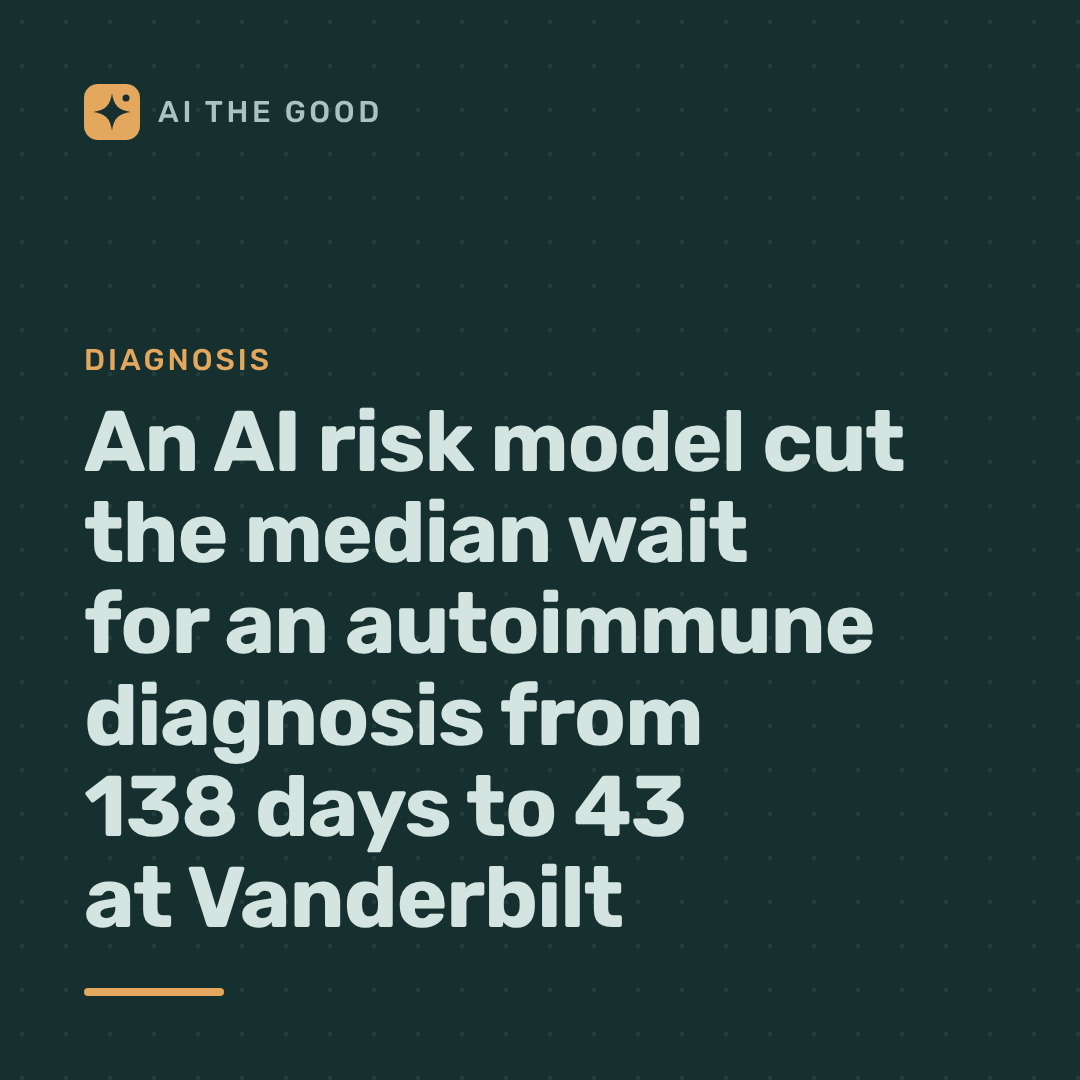 AI THE GOOD
DIAGNOSIS
An AI risk model cut
the median wait
for an autoimmune
diagnosis from
138 days to 43
at Vanderbilt